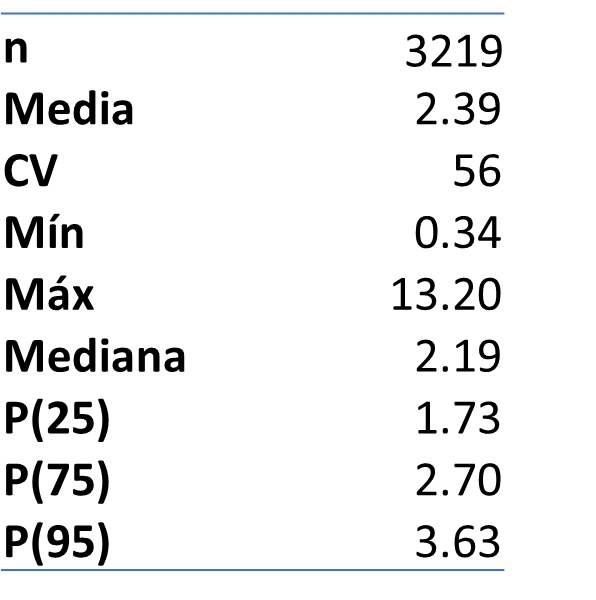 n 3219
Media 2.39
CV 56
Mín 0.34
Máx 13.20
Mediana 2.19
P(25) 1.73
P(75) 2.70
P(95) 3.63